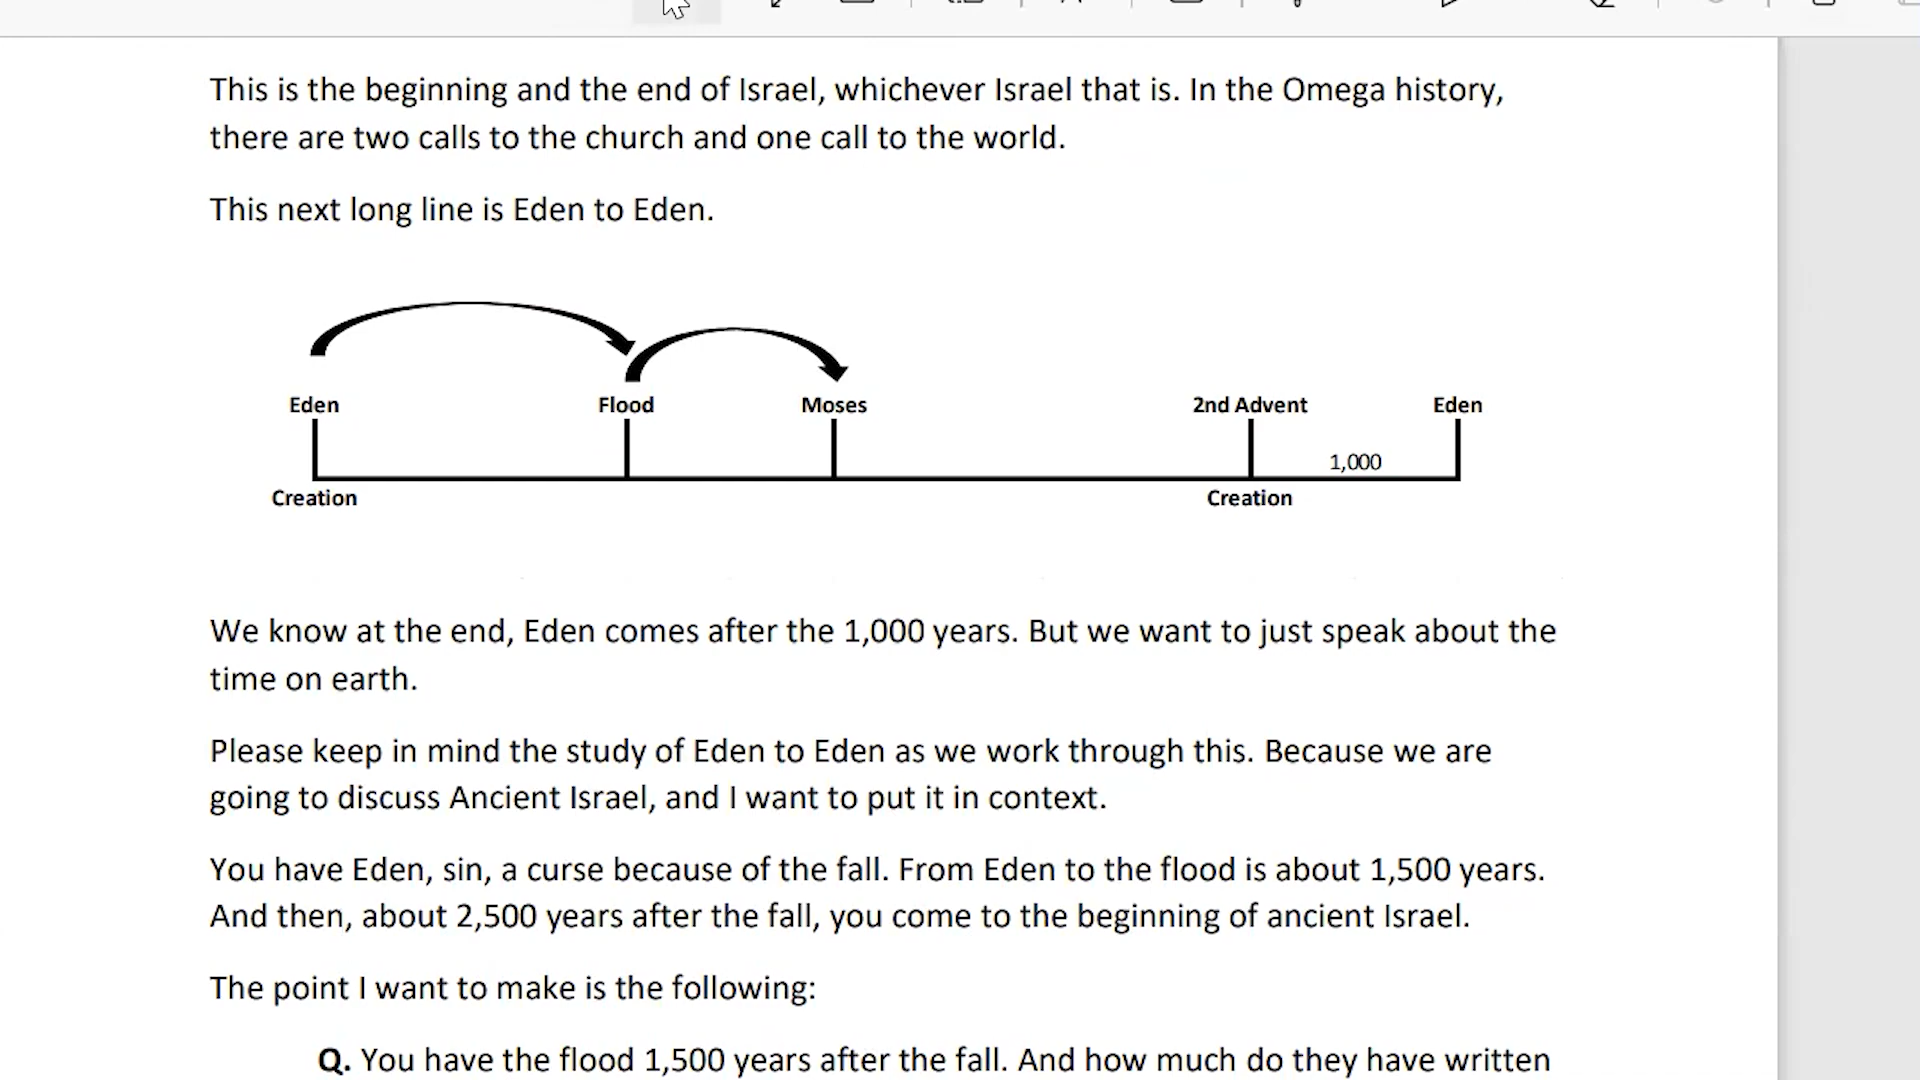 This is the beginning and the end of Israel, whichever Israel that is. In the Omega history,
there are two calls to the church and one call to the world.
This next long line is Eden to Eden.
Eden Flood Moses 2nd Advent Eden
1,000
Creation Creation
We know at the end, Eden comes after the 1,000 years. But we want to just speak about the
time on earth.
Please keep in mind the study of Eden to Eden as we work through this. Because we are
going to discuss Ancient Israel, and I want to put it in context.
You have Eden, sin, a curse because of the fall. From Eden to the flood is about 1,500 years.
And then, about 2,500 years after the fall, you come to the beginning of ancient Israel.
The point I want to make is the following:
Q. You have the flood 1,500 years after the fall. And how much do they have written